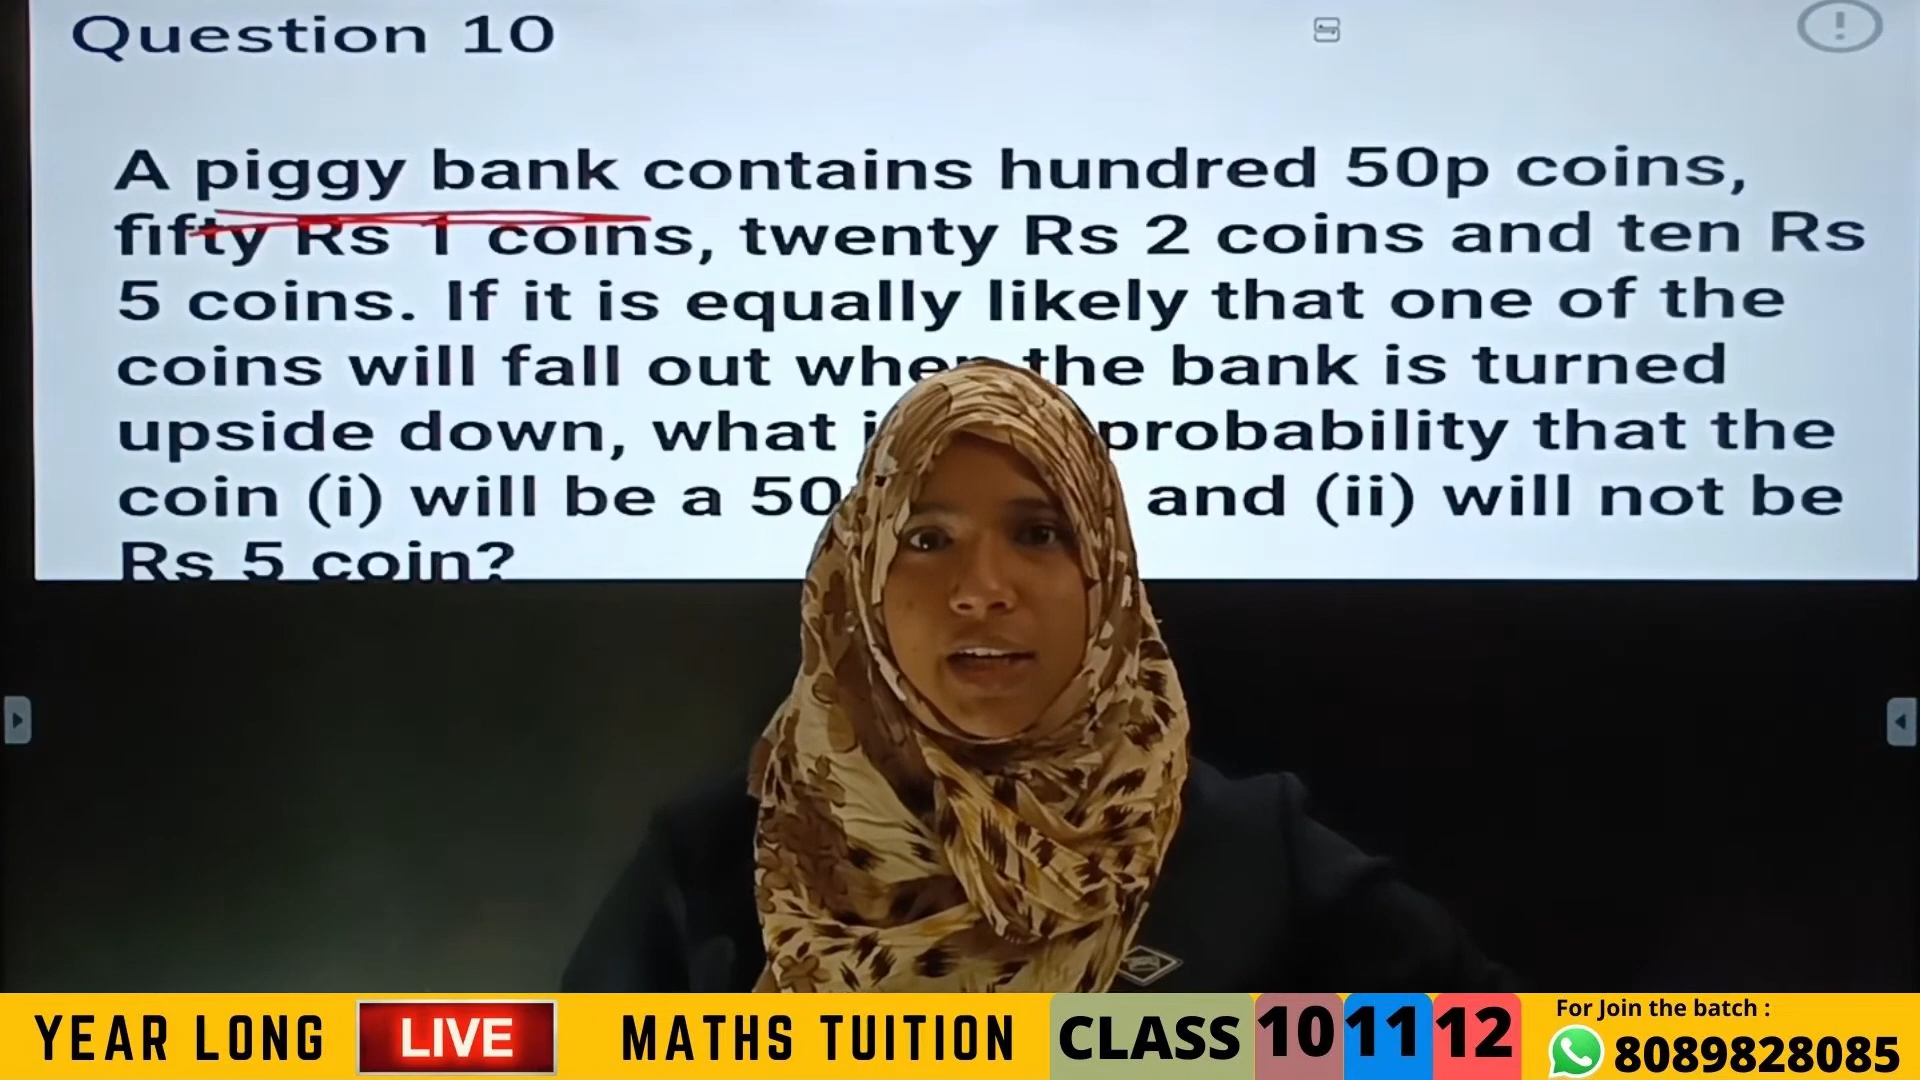 Question 10
A piggy bank contains hundred 50p coins,
fifty Rs 1 coins, twenty Rs 2 coins and ten Rs
5 coins. If it is equally likely that one of the
coins will fall out when the bank is turned
upside down, what probability that the
coin (i) will be a 50 and (ii) will not be
Rs 5 coin?
YEAR LONG LIVE MATHS TUITION CLASS 10 11 12
For Join the batch :
8089828085